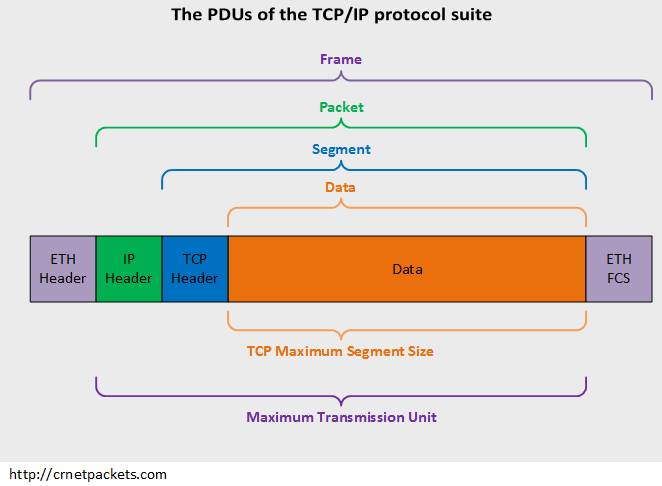 The PDUs of the TCP/IP protocol suite
Frame
Packet
Segment
Data
ETH
Header
IP
Header
TCP
Header
Data
ETH
FCS
TCP Maximum Segment Size
Maximum Transmission Unit
http://crnetpackets.com